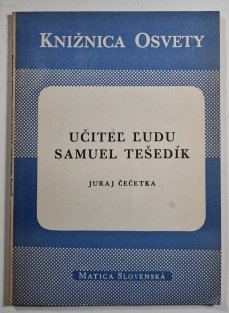 KNIŽNICA OSVETY
UČITEĽ ĽUDU
SAMUEL TEŠEDÍK
JURAJ ČEČETKA
MATICA SLOVENSKÁ